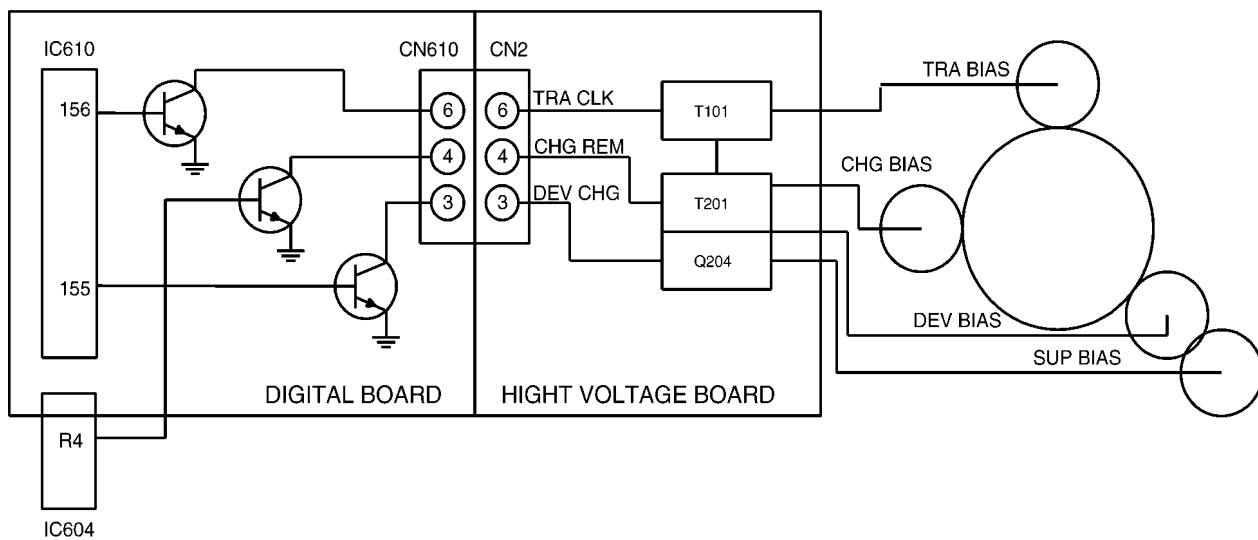 IC610
CN610
CN2
156
6
6
TRA CLK
T101
TRA BIAS
4
4
CHG REM
CHG BIAS
3
3
DEV CHG
T201
Q204
155
DEV BIAS
SUP BIAS
DIGITAL BOARD
HIGHT VOLTAGE BOARD
R4
IC604